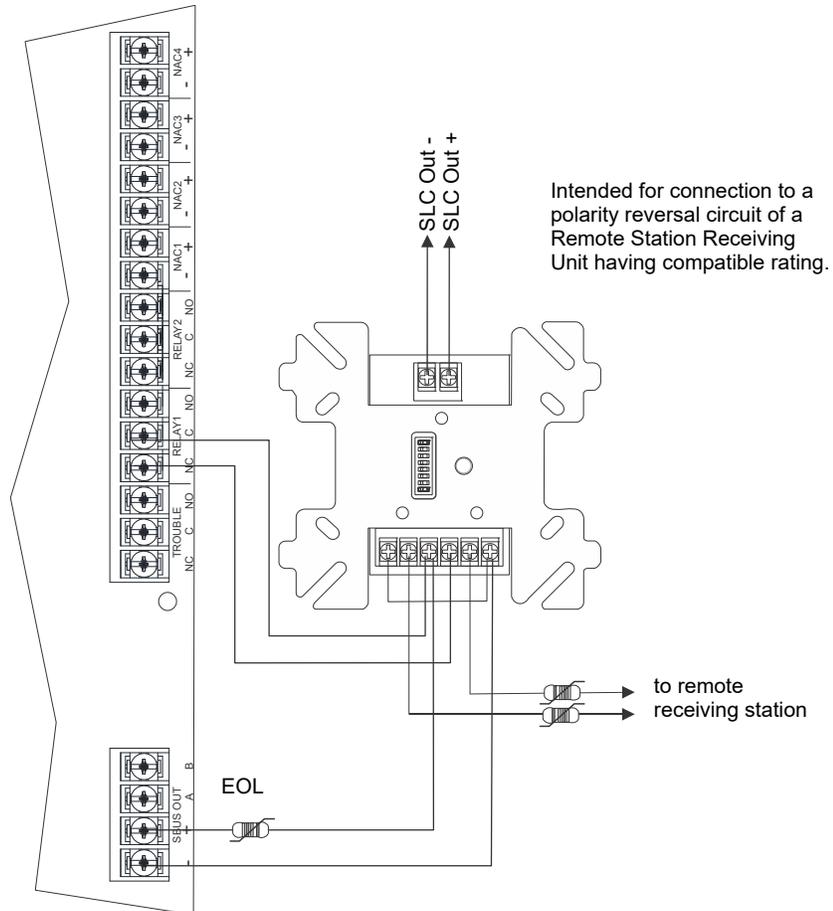 +
NAC4
-
+
NAC3
-
+
NAC2
-
+
NAC1
-
NO
RELAY2
C
NC
NO
RELAY1
C
NC
NO
TROUBLE
C
NC
SLC Out -
SLC Out +
Intended for connection to a
polarity reversal circuit of a
Remote Station Receiving
Unit having compatible rating.
to remote
receiving station
B
A
SBUS OUT
+
-
EOL